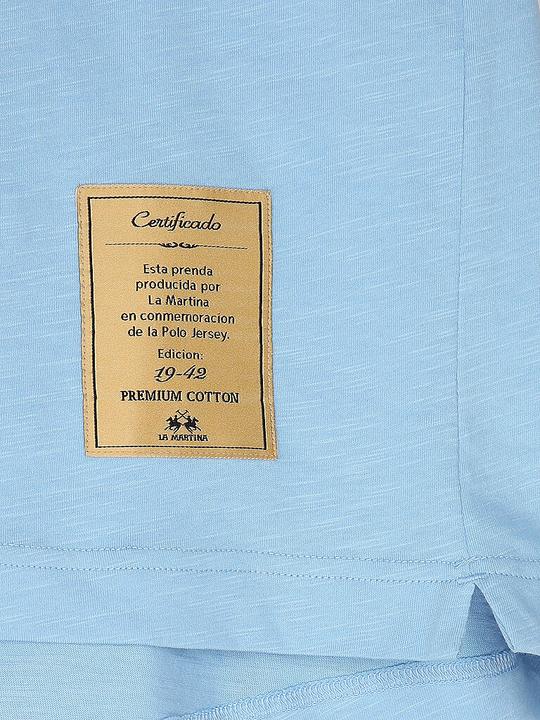 Certificado
Esta prenda
producida por
La Martina
en conmemoracion
de la Polo Jersey.
Edicion:
19-42
PREMIUM COTTON
LA MARTINA